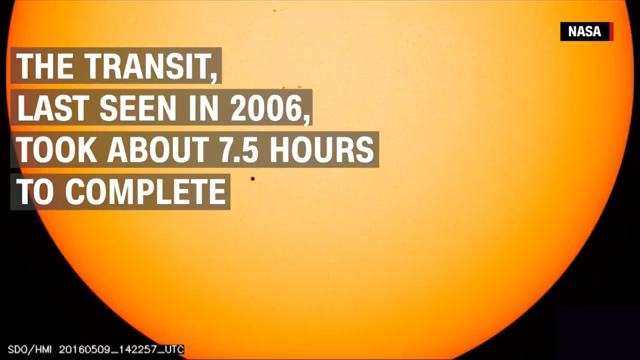 NASA
THE TRANSIT,
LAST SEEN IN 2006,
TOOK ABOUT 7.5 HOURS
TO COMPLETE
SDO/HMI 20160509_142257_UTC